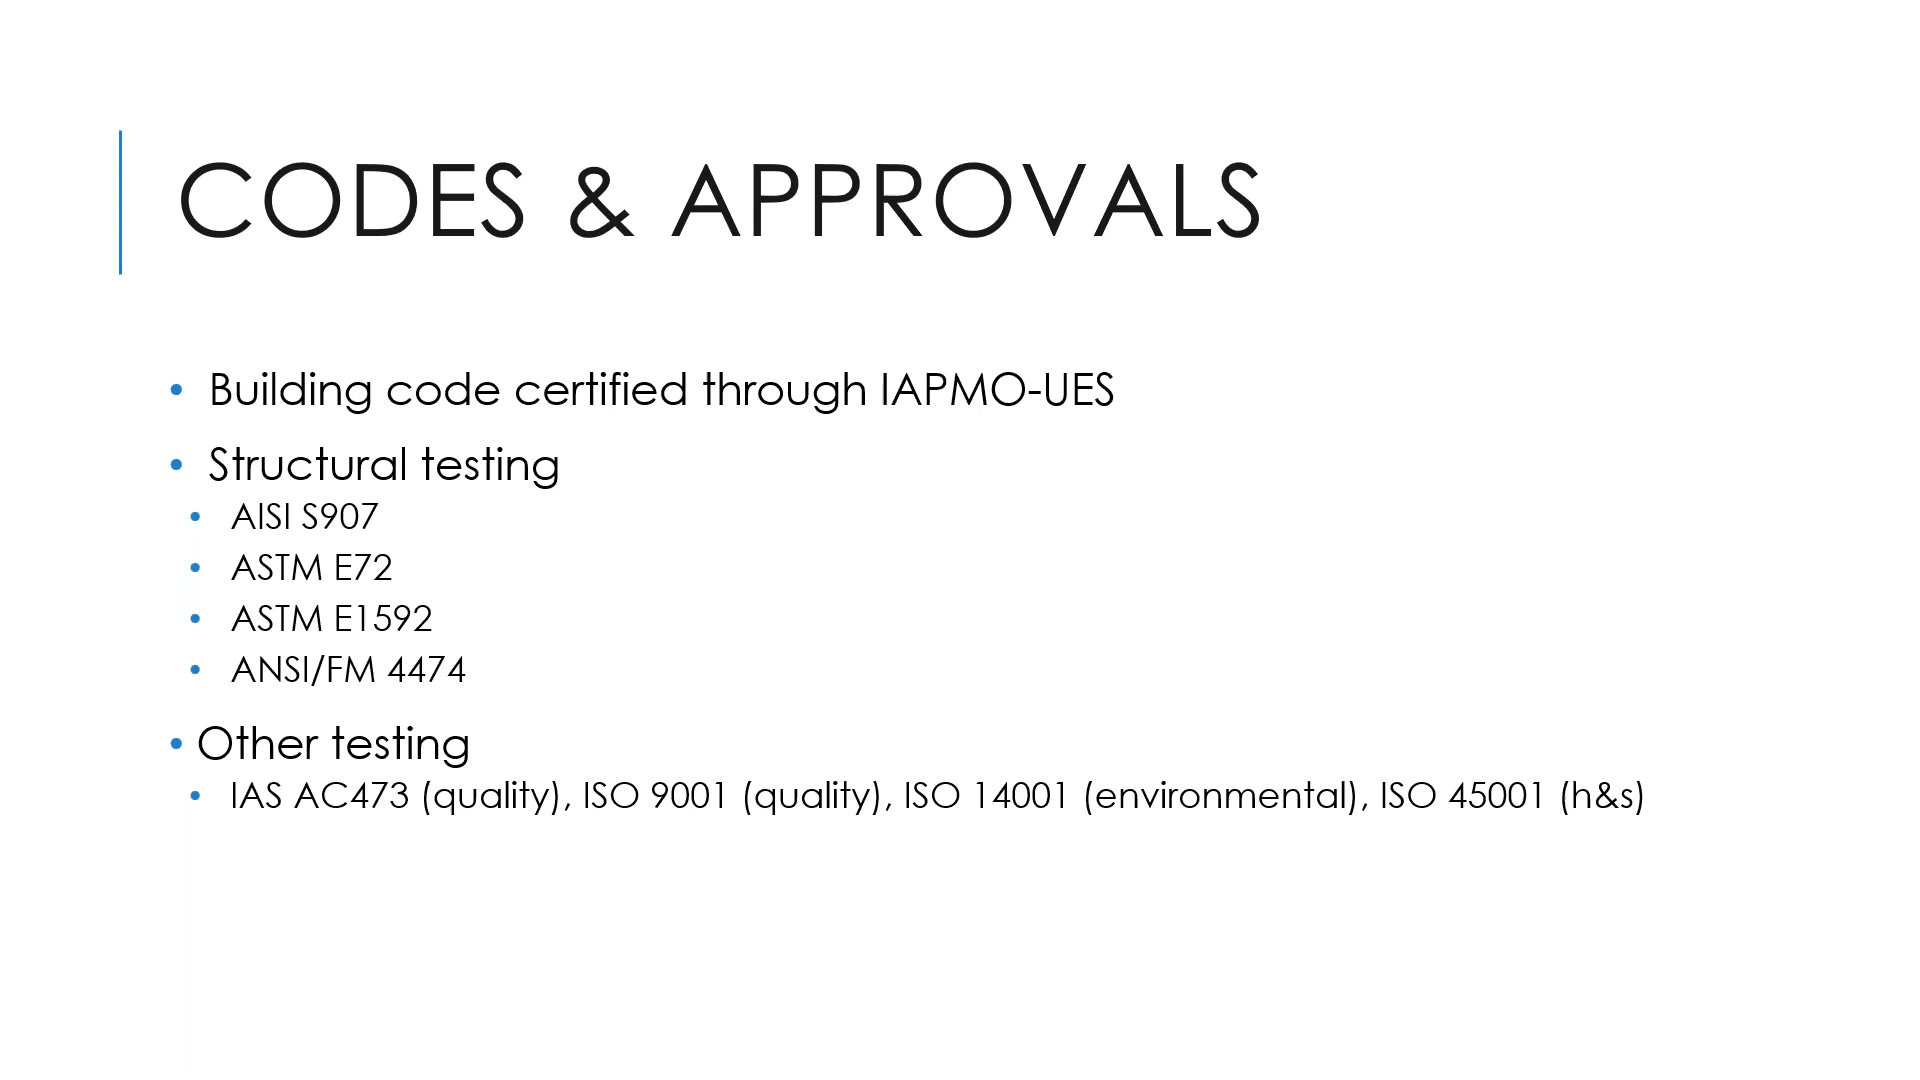 CODES & APPROVALS
• Building code certified through IAPMO-UES
• Structural testing
• AISI S907
• ASTM E72
• ASTM E1592
• ANSI/FM 4474
• Other testing
• IAS AC473 (quality), ISO 9001 (quality), ISO 14001 (environmental), ISO 45001 (h&s)